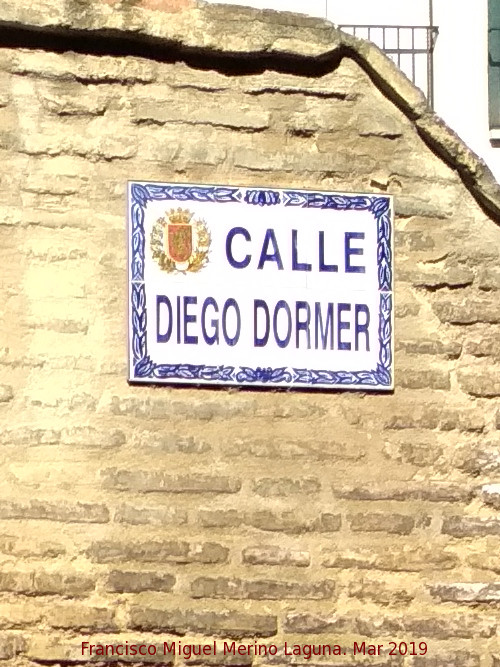 CALLE
DIEGO DORMER
Francisco Miguel Merino Laguna. Mar 2019